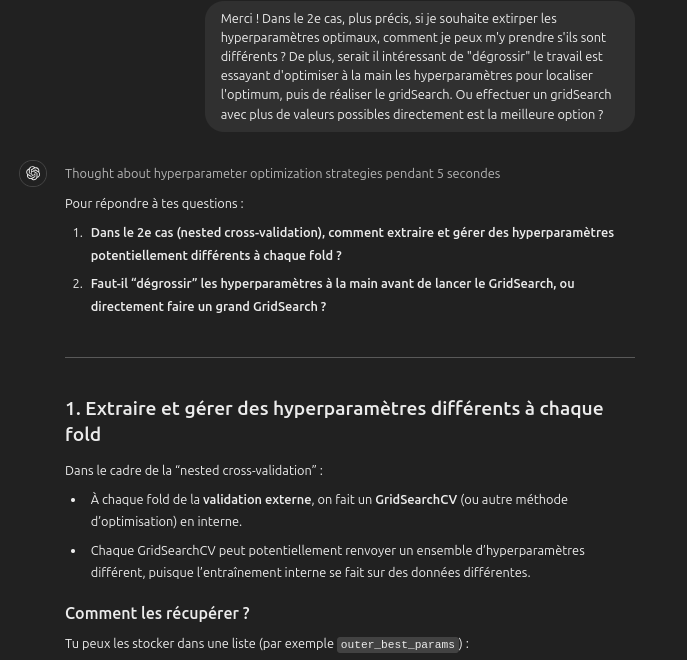 Merci ! Dans le 2e cas, plus précis, si je souhaite extirper les
hyperparamètres optimaux, comment je peux m'y prendre s'ils sont
différents ? De plus, serait il intéressant de "dégrossir" le travail est
essayant d'optimiser à la main les hyperparamètres pour localiser
l'optimum, puis de réaliser le gridSearch. Ou effectuer un gridSearch
avec plus de valeurs possibles directement est la meilleure option ?
Thought about hyperparameter optimization strategies pendant 5 secondes
Pour répondre à tes questions :
1. Dans le 2e cas (nested cross-validation), comment extraire et gérer des hyperparamètres
potentiellement différents à chaque fold ?
2. Faut-il “dégrossir” les hyperparamètres à la main avant de lancer le GridSearch, ou
directement faire un grand GridSearch ?
1. Extraire et gérer des hyperparamètres différents à chaque
fold
Dans le cadre de la “nested cross-validation” :
• À chaque fold de la validation externe, on fait un GridSearchCV (ou autre méthode
d’optimisation) en interne.
• Chaque GridSearchCV peut potentiellement renvoyer un ensemble d’hyperparamètres
différent, puisque l’entraînement interne se fait sur des données différentes.
Comment les récupérer ?
Tu peux les stocker dans une liste (par exemple outer_best_params) :